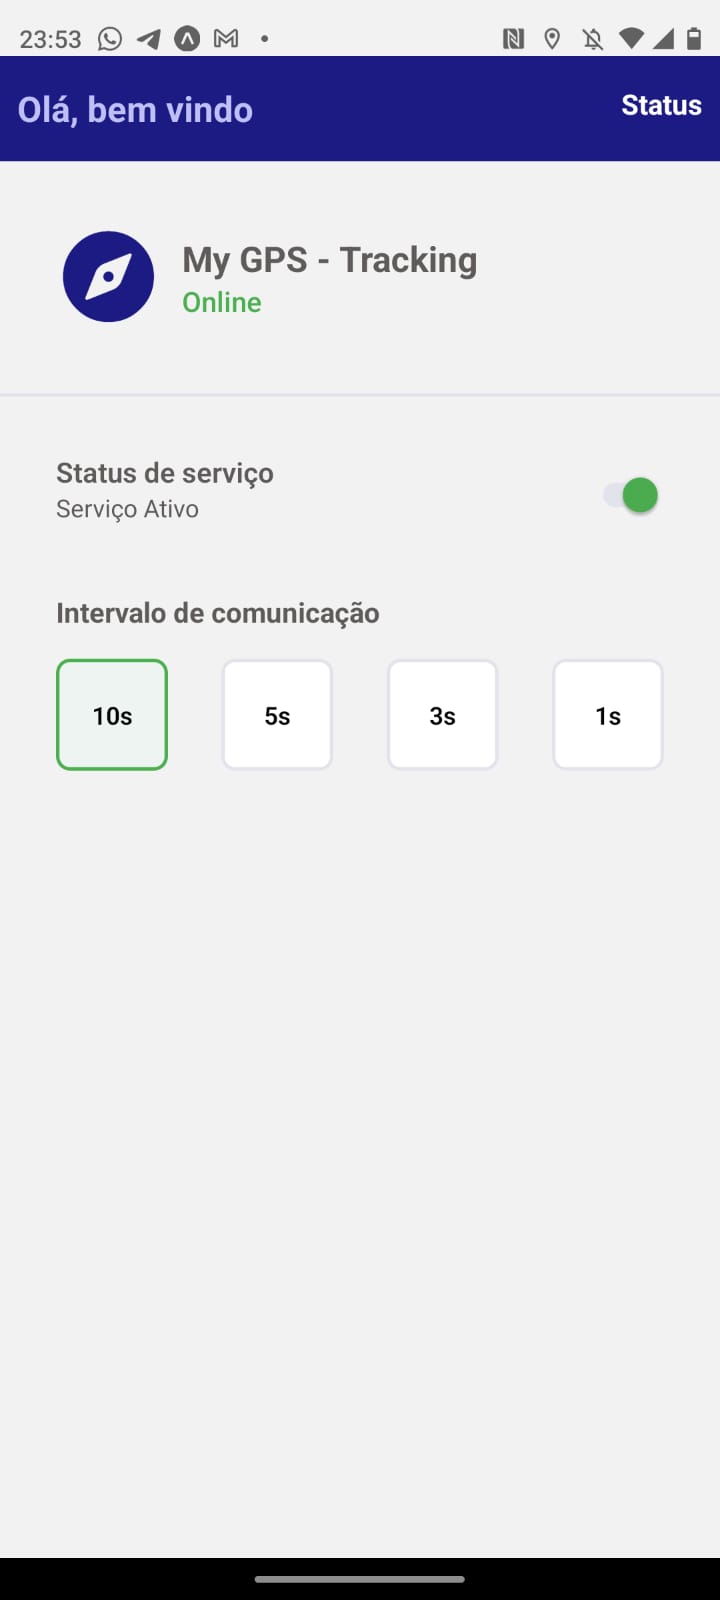 23:53
Olá, bem vindo
Status
My GPS - Tracking
Online
Status de serviço
Serviço Ativo
Intervalo de comunicação
10s
5s
3s
1s